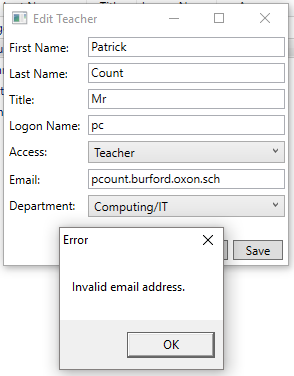 Edit Teacher
First Name: Patrick
Last Name: Count
Title: Mr
Logon Name: pc
Access: Teacher
Email: pcount.burford.oxon.sch
Department: Computing/IT
Save
Error
Invalid email address.
OK